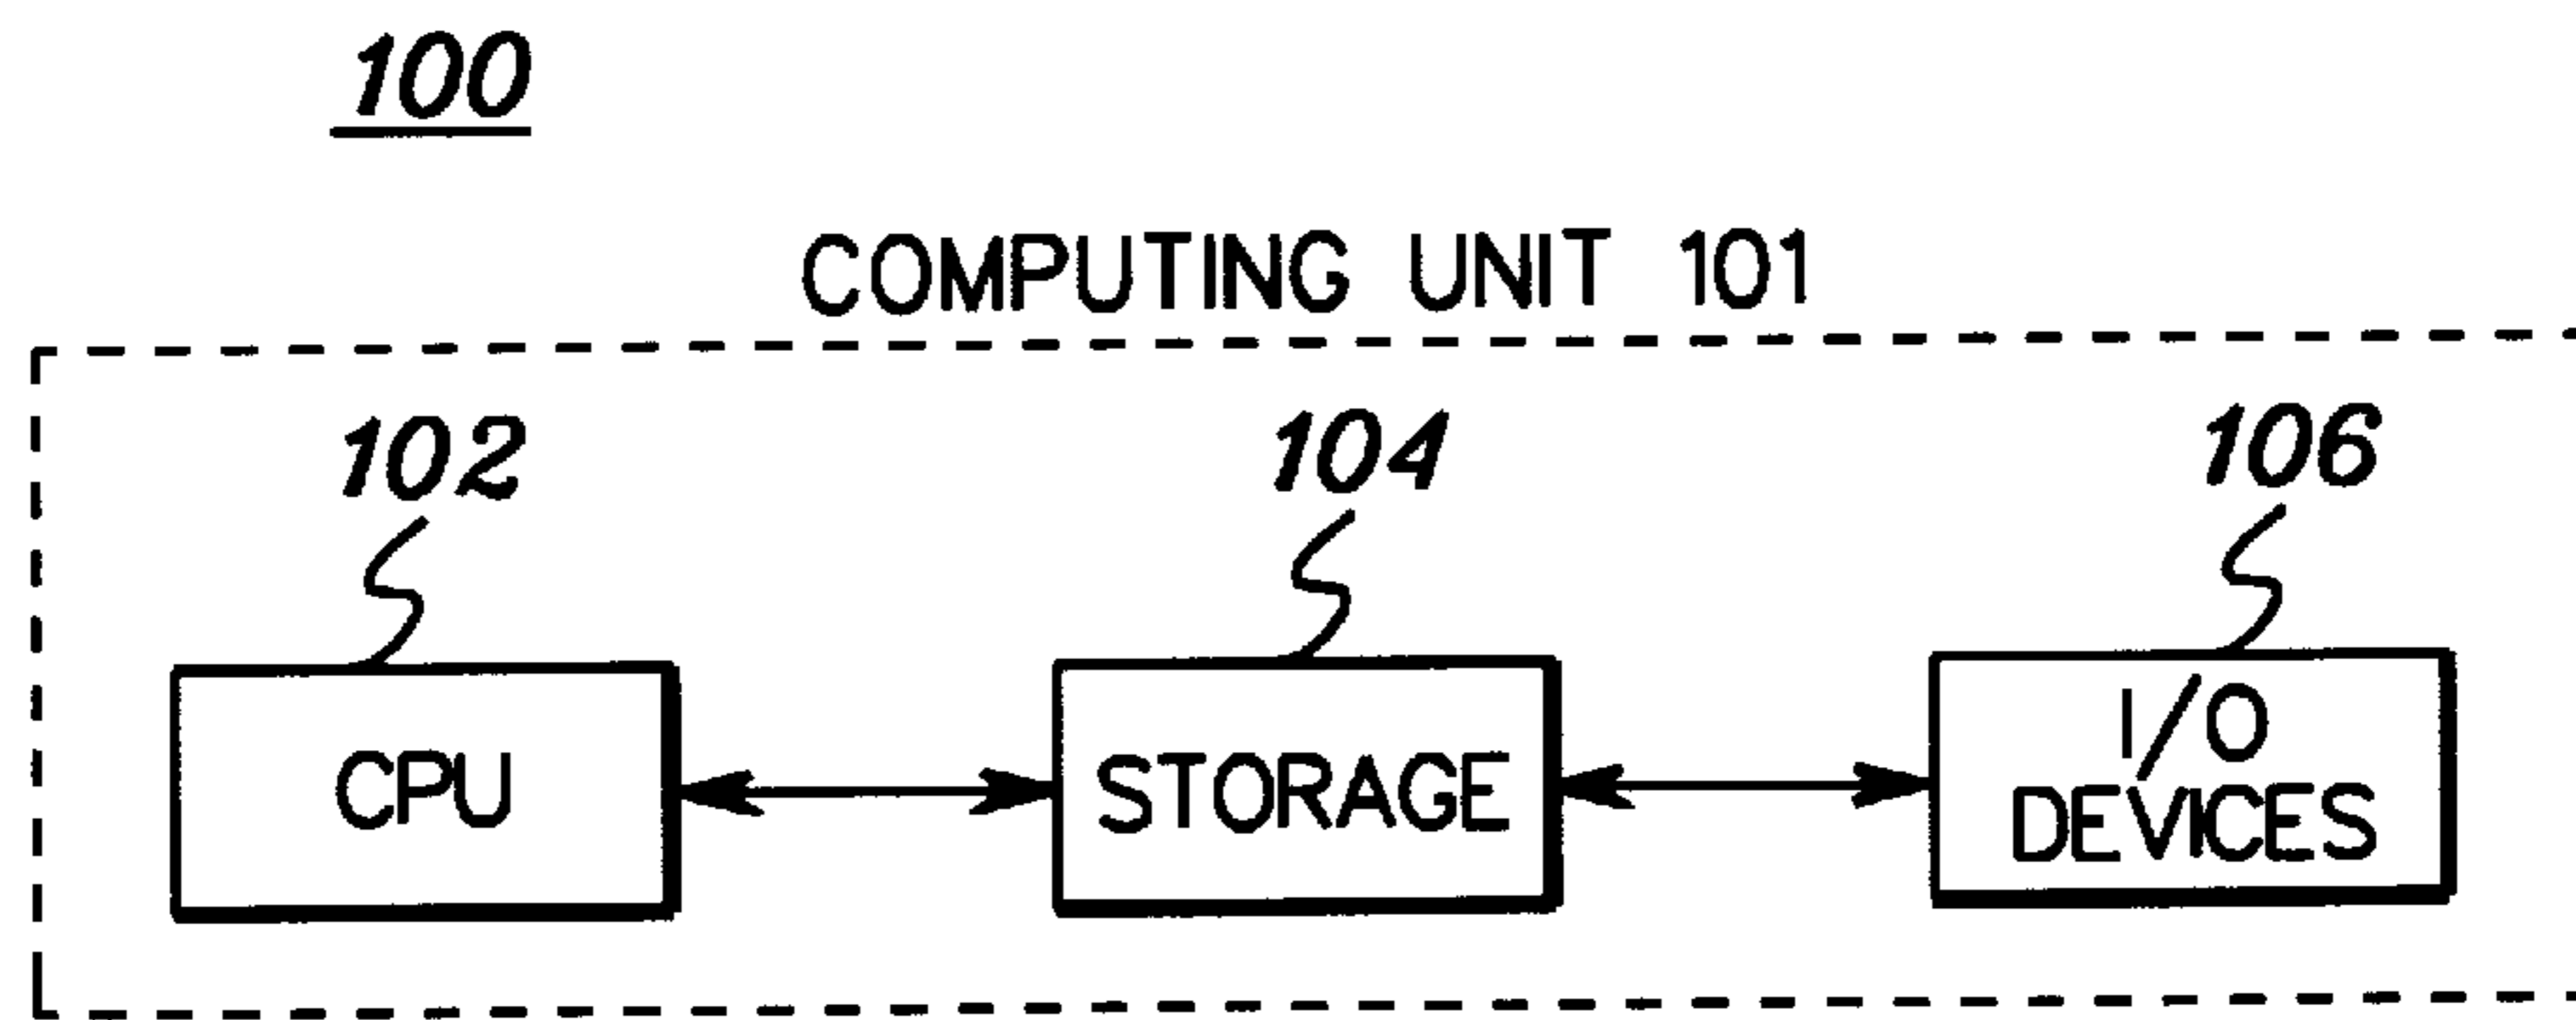 100
COMPUTING UNIT 101
102
104
106
CPU
STORAGE
I/O
DEVICES